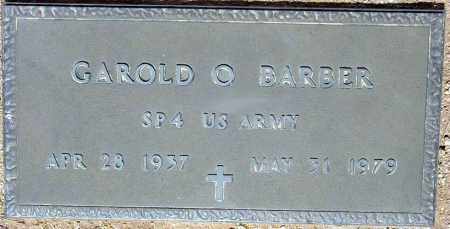 GAROLD O BARBER
SP4 US ARMY
APR 28 1937 MAY 31 1979